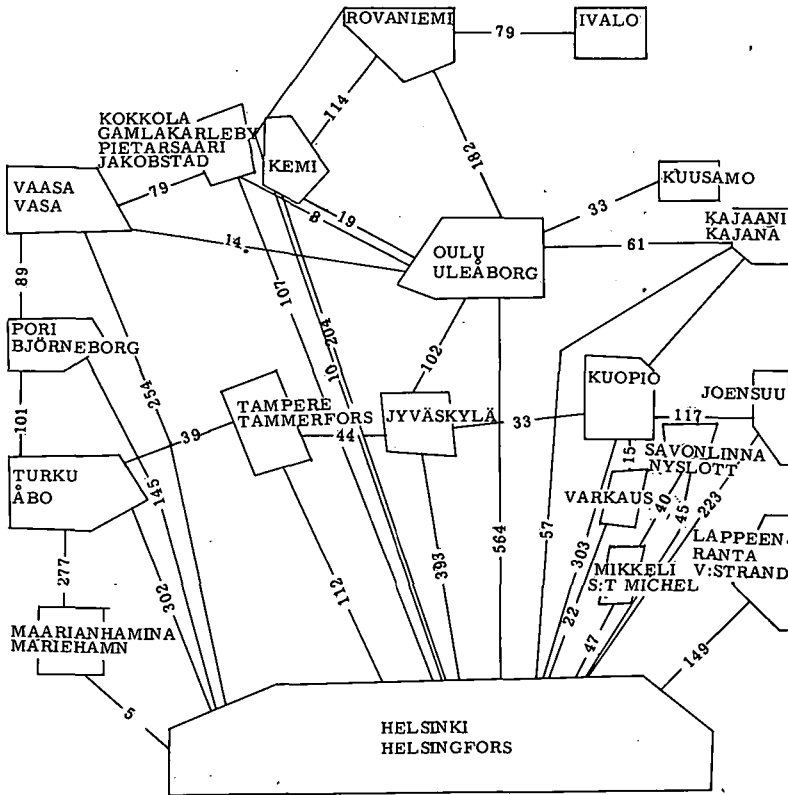 ROVANIEMI
79
IVALO
114
182
KOKKOLA
GAMLAKARLEBY
PIETARSAARI
JAKOBSTAD
KEMI
VAASA
VASA
79
8
19
14
KUUSAMO
33
KAJAANI
KAJANA
61
OULU
ULEÅBORG
89
107
10
204
PORI
BJÖRNEBORG
254
102
KUOPIO
JOENSUU
101
TAMPERE
TAMMERFORS
JYVÄSKYLÄ
33
117
39
44
15
SAVONLINNA
NYSLOTT
TURKU
ÅBO
145
VARKAUS
40
45
223
277
302
112
393
564
57
303
22
MIKKELI
S:T MICHEL
47
LAPPEEN
RANTA
V:STRAND
MAARIANHAMINA
MARIEHAMN
149
5
HELSINKI
HELSINGFORS